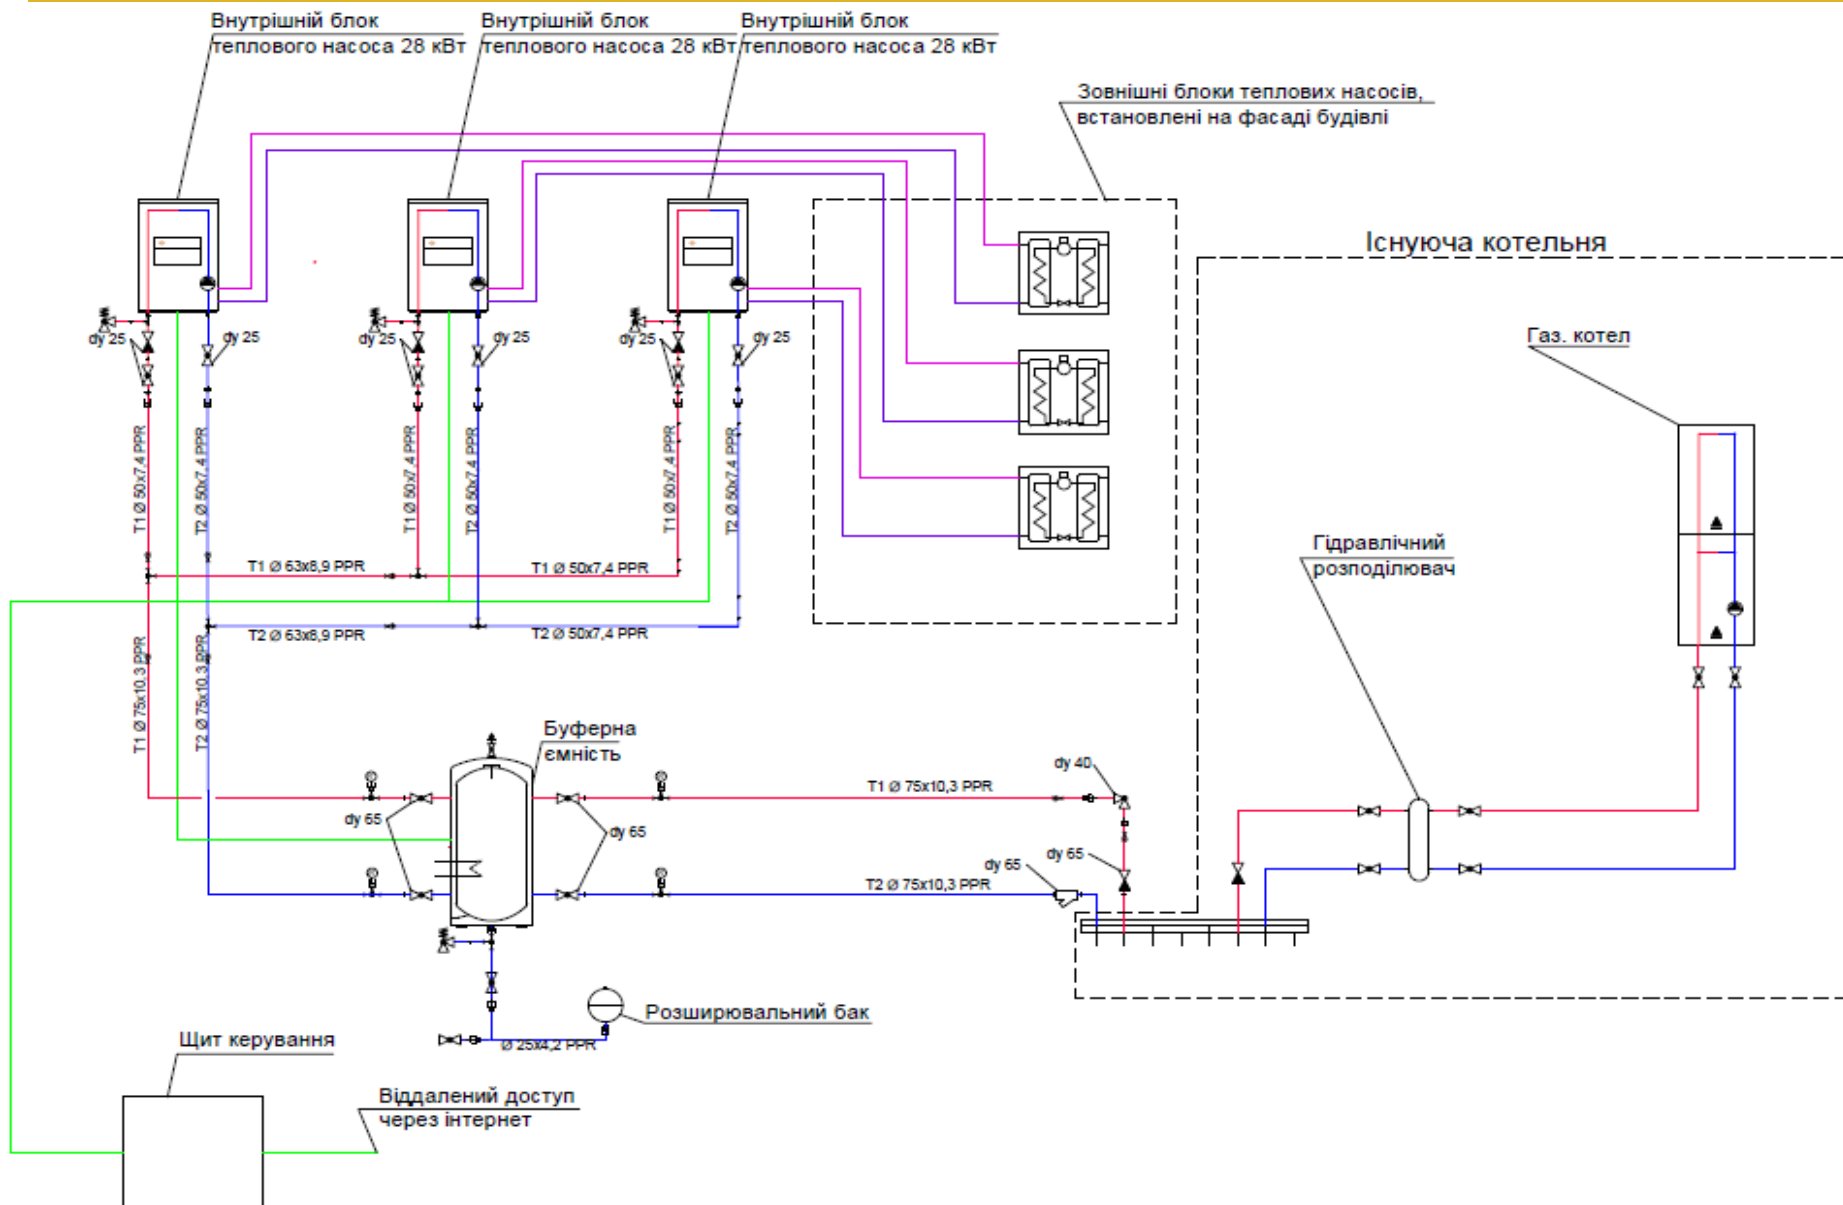 Внутрішній блок
теплового насоса 28 кВт
Внутрішній блок
теплового насоса 28 кВт
Внутрішній блок
теплового насоса 28 кВт
Зовнішні блоки теплових насосів,
встановлені на фасаді будівлі
Існуюча котельня
Газ. котел
dy 25
dy 25
dy 25
dy 25
dy 25
dy 25
T1 Ø 50x7,4 PPR
T2 Ø 50x7,4 PPR
T1 Ø 50x7,4 PPR
T2 Ø 50x7,4 PPR
T1 Ø 50x7,4 PPR
T2 Ø 50x7,4 PPR
Гідравлічний
розподілювач
T1 Ø 63x8,9 PPR
T1 Ø 50x7,4 PPR
T2 Ø 63x8,9 PPR
T2 Ø 50x7,4 PPR
T1 Ø 75x10,3 PPR
T2 Ø 75x10,3 PPR
Буферна
ємність
dy 40
T1 Ø 75x10,3 PPR
dy 65
dy 65
dy 65
dy 65
T2 Ø 75x10,3 PPR
Розширювальний бак
Ø 25x4,2 PPR
Щит керування
Віддалений доступ
через інтернет